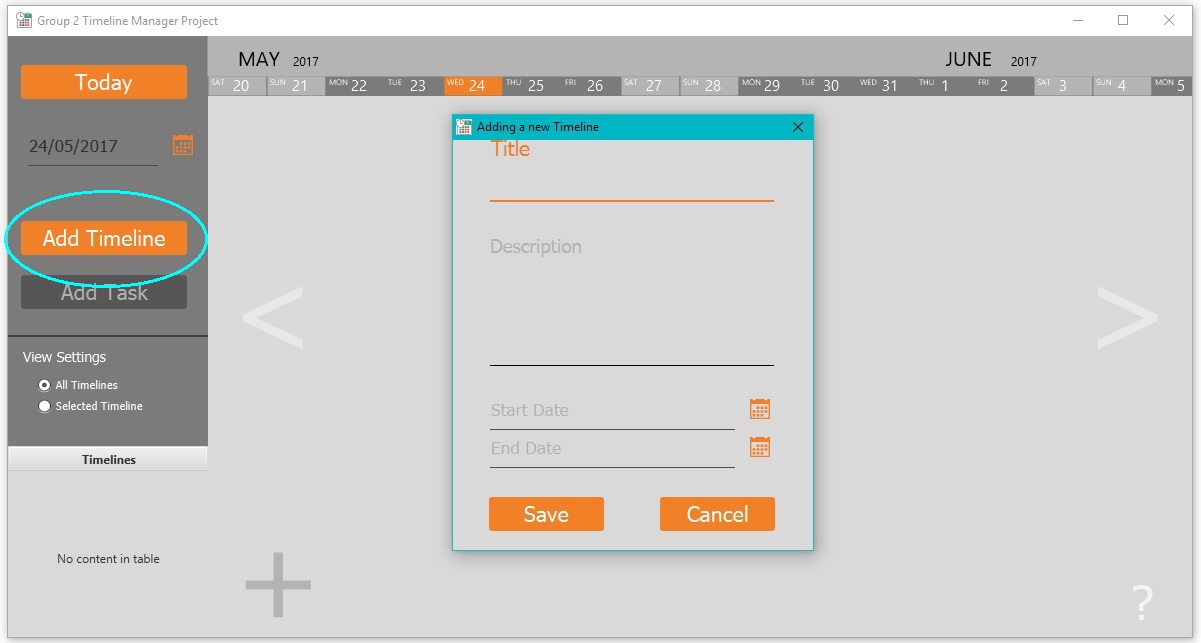 Group 2 Timeline Manager Project
Today
24/05/2017
Add Timeline
Add Task
View Settings
All Timelines
Selected Timeline
Timelines
No content in table
MAY 2017 JUNE 2017
SAT 20 SUN 21 MON 22 TUE 23 WED 24 THU 25 FRI 26 SAT 27 SUN 28 MON 29 TUE 30 WED 31 THU 1 FRI 2 SAT 3 SUN 4 MON 5
< >
+ ?
Adding a new Timeline
Title
Description
Start Date
End Date
Save Cancel